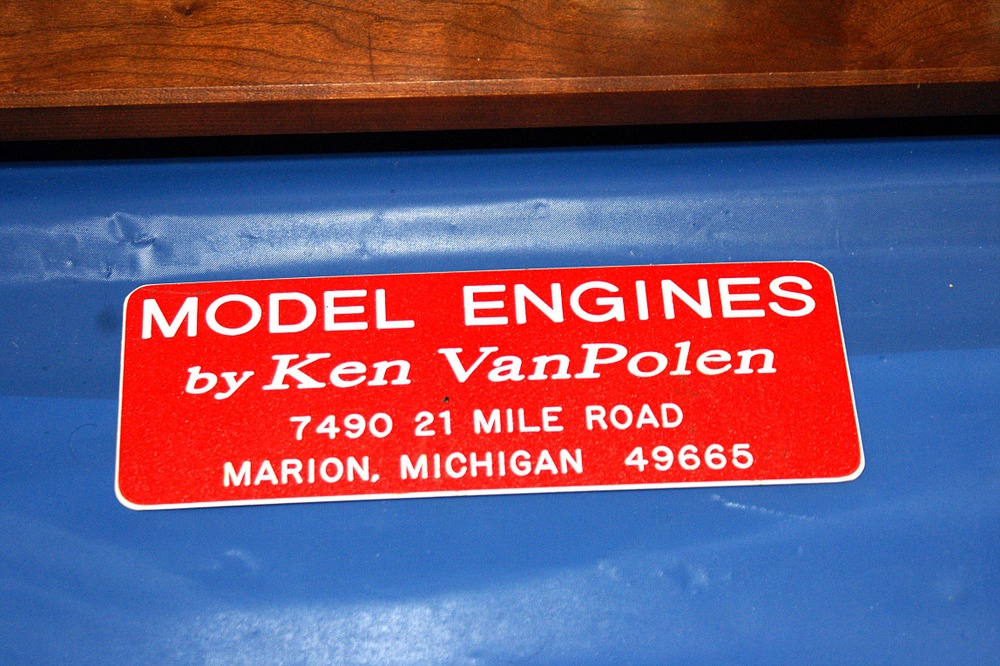 MODEL ENGINES
by Ken VanPolen
7490 21 MILE ROAD
MARION, MICHIGAN 49665